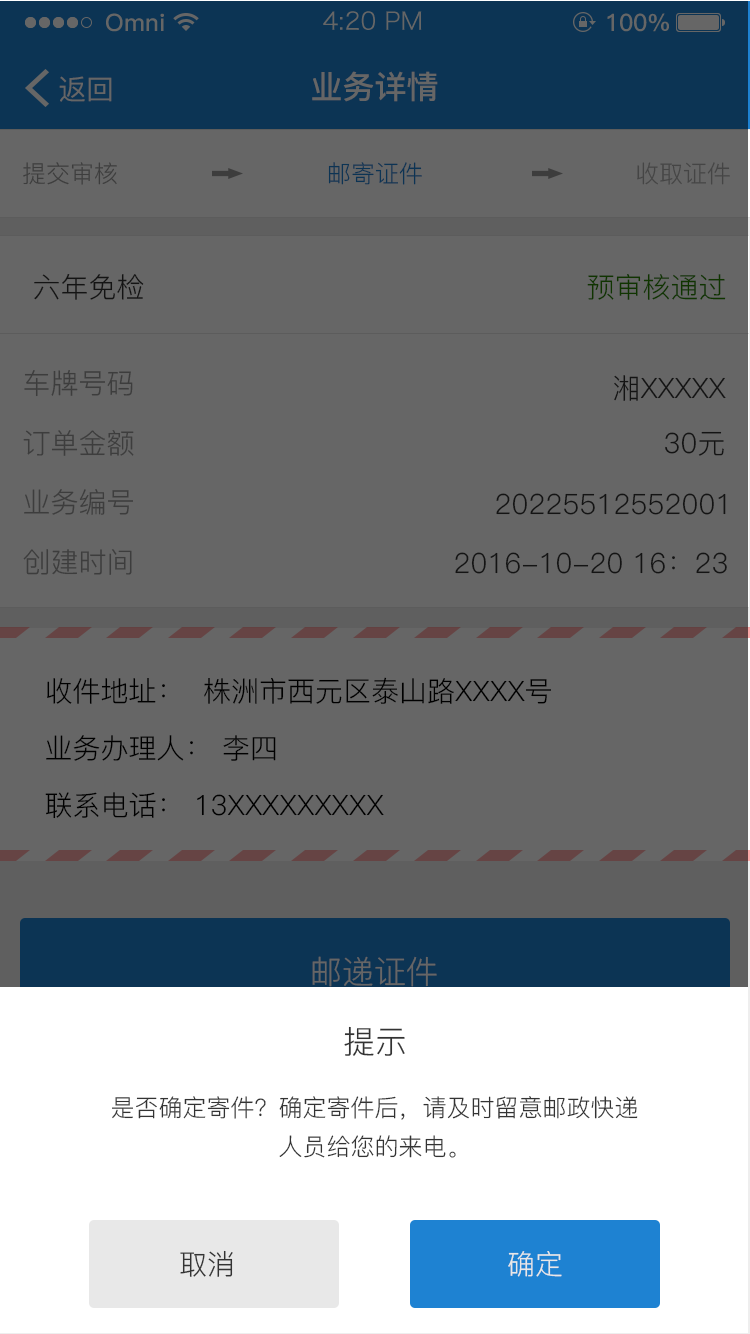 Omni 4:20 PM 100%
返回 业务详情
提交审核 邮寄证件 收取证件
六年免检 预审核通过
车牌号码 湘XXXXX
订单金额 30元
业务编号 20225512552001
创建时间 2016-10-20 16：23
收件地址： 株洲市西元区泰山路XXXX号
业务办理人： 李四
联系电话： 13XXXXXXXXX
邮递证件
提示
是否确定寄件？确定寄件后，请及时留意邮政快递
人员给您的来电。
取消 确定